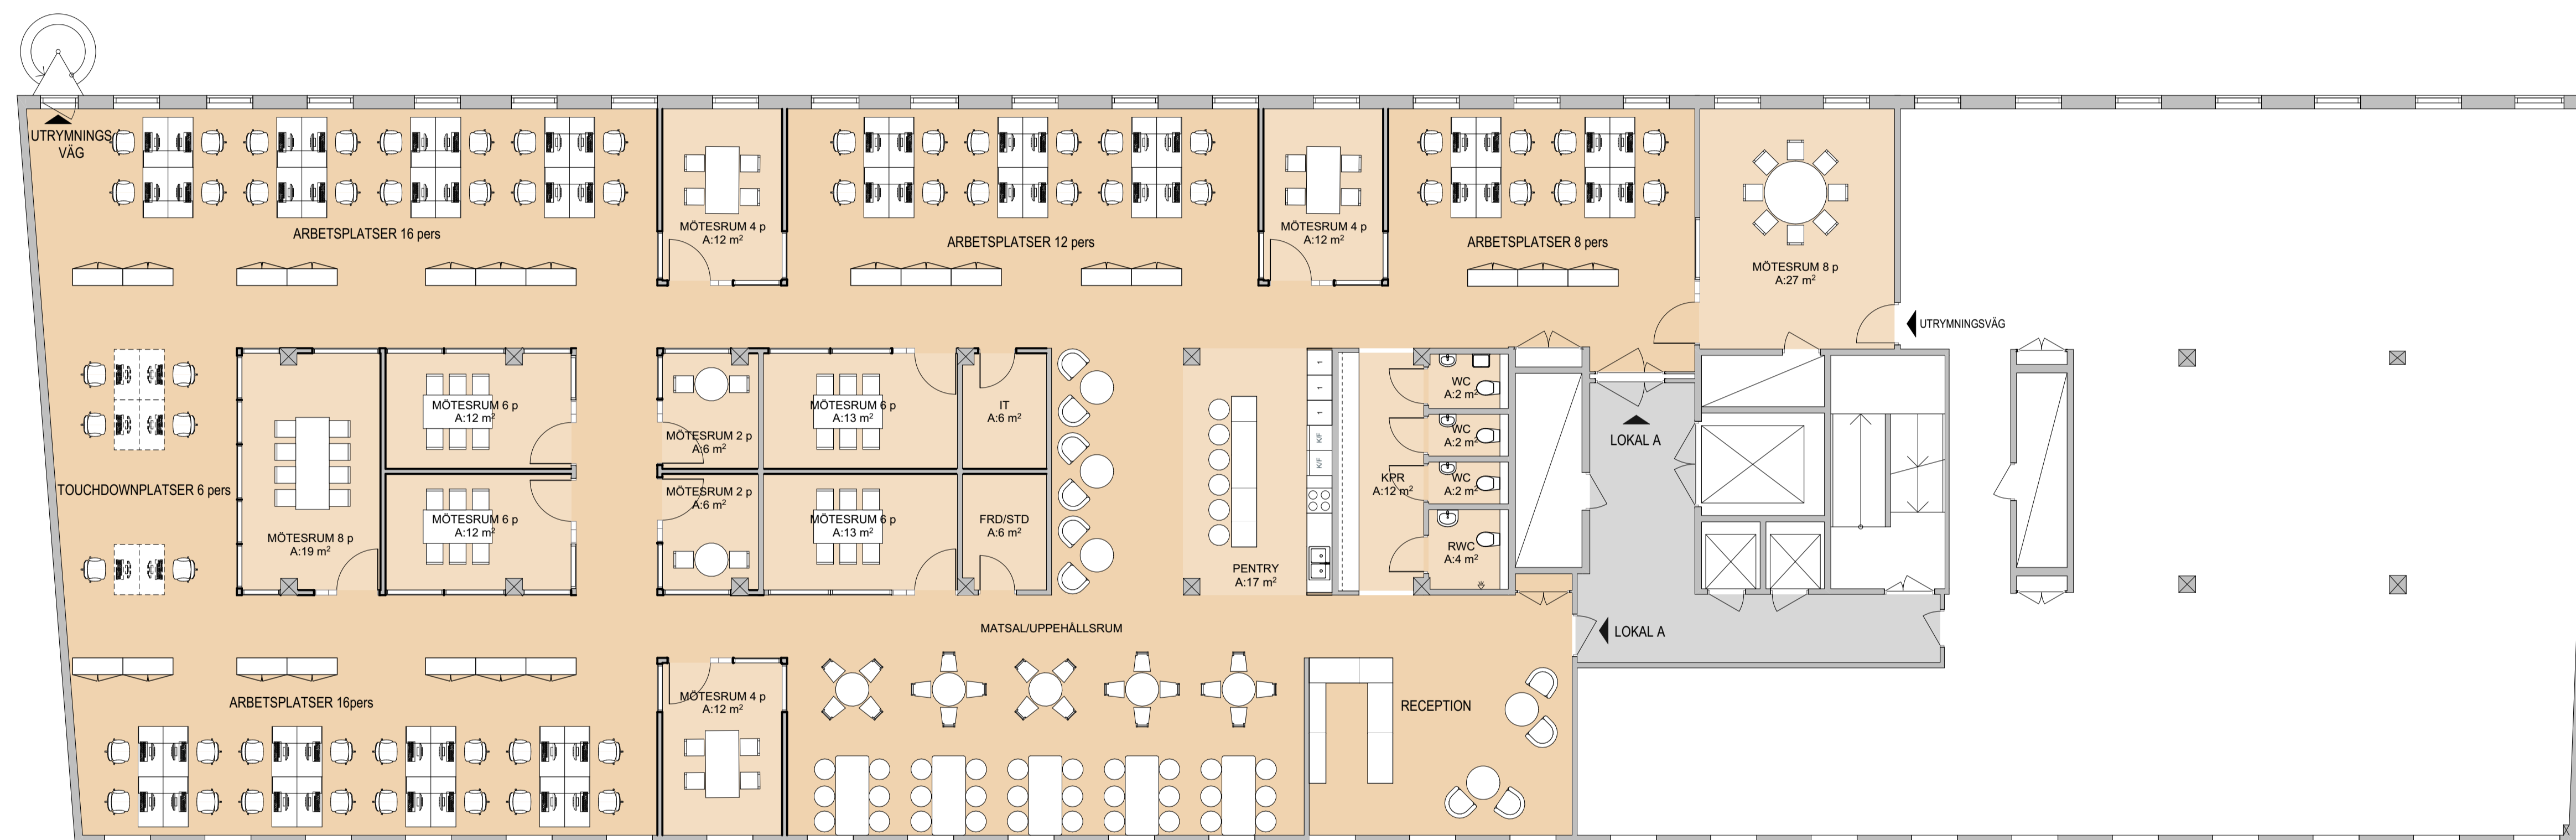 UTRYMNINGS
VÄG
ARBETSPLATSER 16 pers
MÖTESRUM 4 p
A:12 m²
ARBETSPLATSER 12 pers
MÖTESRUM 4 p
A:12 m²
ARBETSPLATSER 8 pers
MÖTESRUM 8 p
A:27 m²
UTRYMNINGSVÄG
TOUCHDOWNPLATSER 6 pers
MÖTESRUM 8 p
A:19 m²
MÖTESRUM 6 p
A:12 m²
MÖTESRUM 6 p
A:12 m²
MÖTESRUM 2 p
A:6 m²
MÖTESRUM 2 p
A:6 m²
MÖTESRUM 6 p
A:13 m²
MÖTESRUM 6 p
A:13 m²
IT
A:6 m²
FRD/STD
A:6 m²
PENTRY
A:17 m²
1
1
1
K/F
K/F
KPR
A:12 m²
WC
A:2 m²
WC
A:2 m²
WC
A:2 m²
RWC
A:4 m²
LOKAL A
LOKAL A
MATSAL/UPPEHÅLLSRUM
ARBETSPLATSER 16pers
MÖTESRUM 4 p
A:12 m²
RECEPTION